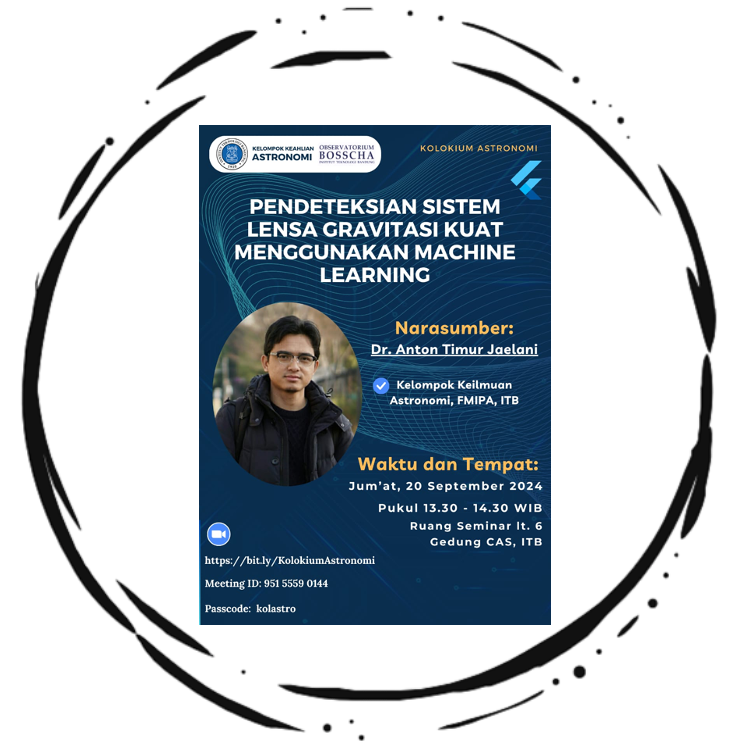 KELOMPOK KEAHLIAN
ASTRONOMI
OBSERVATORIUM
BOSSCHA
INSTITUT TEKNOLOGI BANDUNG
KOLOKIUM ASTRONOMI
PENDETEKSIAN SISTEM
LENSA GRAVITASI KUAT
MENGGUNAKAN MACHINE
LEARNING
Narasumber:
Dr. Anton Timur Jaelani
Kelompok Keilmuan
Astronomi, FMIPA, ITB
Waktu dan Tempat:
Jum'at, 20 September 2024
Pukul 13.30 - 14.30 WIB
Ruang Seminar lt. 6
Gedung CAS, ITB
https://bit.ly/KolokiumAstronomi
Meeting ID: 951 5559 0144
Passcode: kolastro